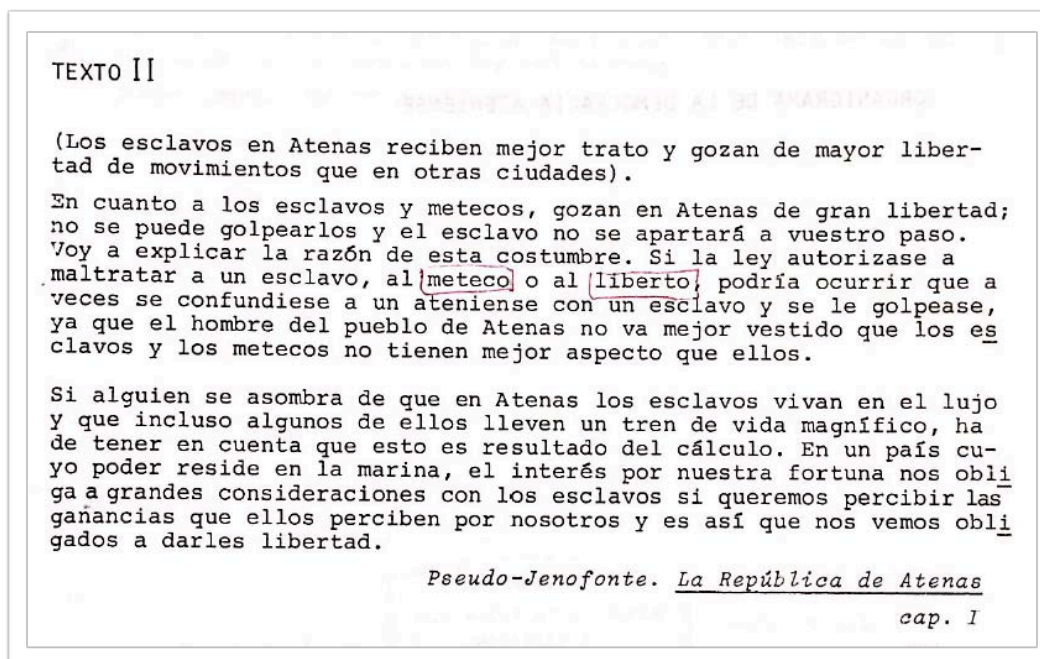 TEXTO II
(Los esclavos en Atenas reciben mejor trato y gozan de mayor liber-
tad de movimientos que en otras ciudades).
En cuanto a los esclavos y metecos, gozan en Atenas de gran libertad;
no se puede golpearlos y el esclavo no se apartará a vuestro paso.
Voy a explicar la razón de esta costumbre. Si la ley autorizase a
maltratar a un esclavo, al meteco o al liberto, podría ocurrir que a
veces se confundiese a un ateniense con un esclavo y se le golpease,
ya que el hombre del pueblo de Atenas no va mejor vestido que los es
clavos y los metecos no tienen mejor aspecto que ellos.
Si alguien se asombra de que en Atenas los esclavos vivan en el lujo
y que incluso algunos de ellos lleven un tren de vida magnífico, ha
de tener en cuenta que esto es resultado del cálculo. En un país cu-
yo poder reside en la marina, el interés por nuestra fortuna nos obli
ga a grandes consideraciones con los esclavos si queremos percibir las
ganancias que ellos perciben por nosotros y es así que nos vemos obli
gados a darles libertad.
Pseudo-Jenofonte. La República de Atenas
cap. I